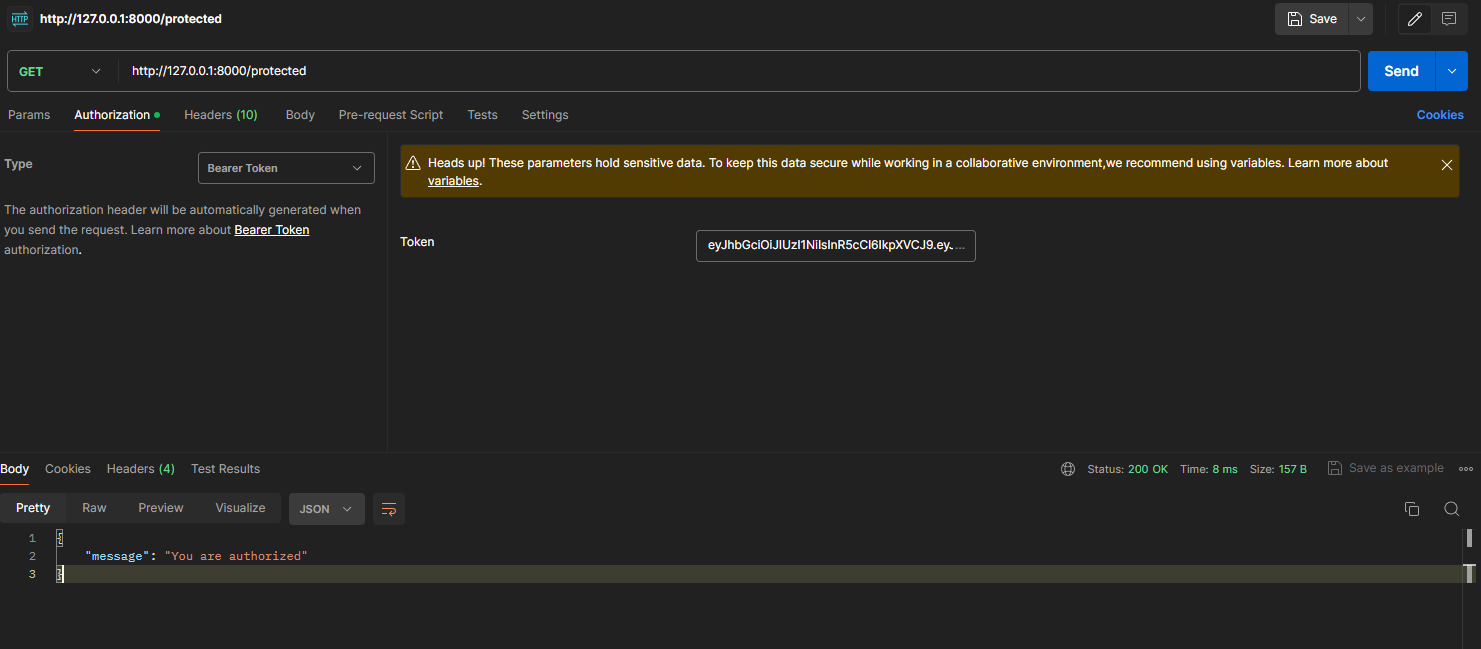 HTTP http://127.0.0.1:8000/protected Save
GET http://127.0.0.1:8000/protected Send
Params Authorization Headers (10) Body Pre-request Script Tests Settings Cookies
Type Bearer Token
The authorization header will be automatically generated when
you send the request. Learn more about Bearer Token
authorization.
Heads up! These parameters hold sensitive data. To keep this data secure while working in a collaborative environment,we recommend using variables. Learn more about
variables.
Token eyJhbGciOiJIUzI1NiIsInR5cCI6IkpXVCJ9.eyJ...
Body Cookies Headers (4) Test Results Status: 200 OK Time: 8 ms Size: 157 B Save as example
Pretty Raw Preview Visualize JSON
1 {
2 "message": "You are authorized"
3 }